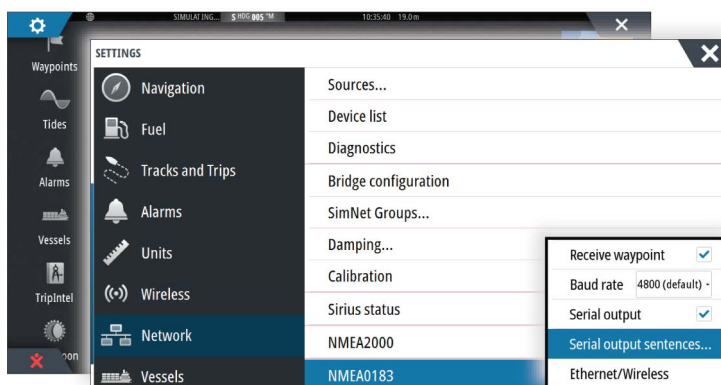 SIMULATING... S HDG 005 °M 10:35:40 19.0 m
Waypoints
Tides
Alarms
Vessels
TripIntel
oon
SETTINGS
Navigation
Fuel
Tracks and Trips
Alarms
Units
Wireless
Network
Vessels
Sources...
Device list
Diagnostics
Bridge configuration
SimNet Groups...
Damping...
Calibration
Sirius status
NMEA2000
NMEA0183
Receive waypoint
Baud rate 4800 (default)
Serial output
Serial output sentences...
Ethernet/Wireless